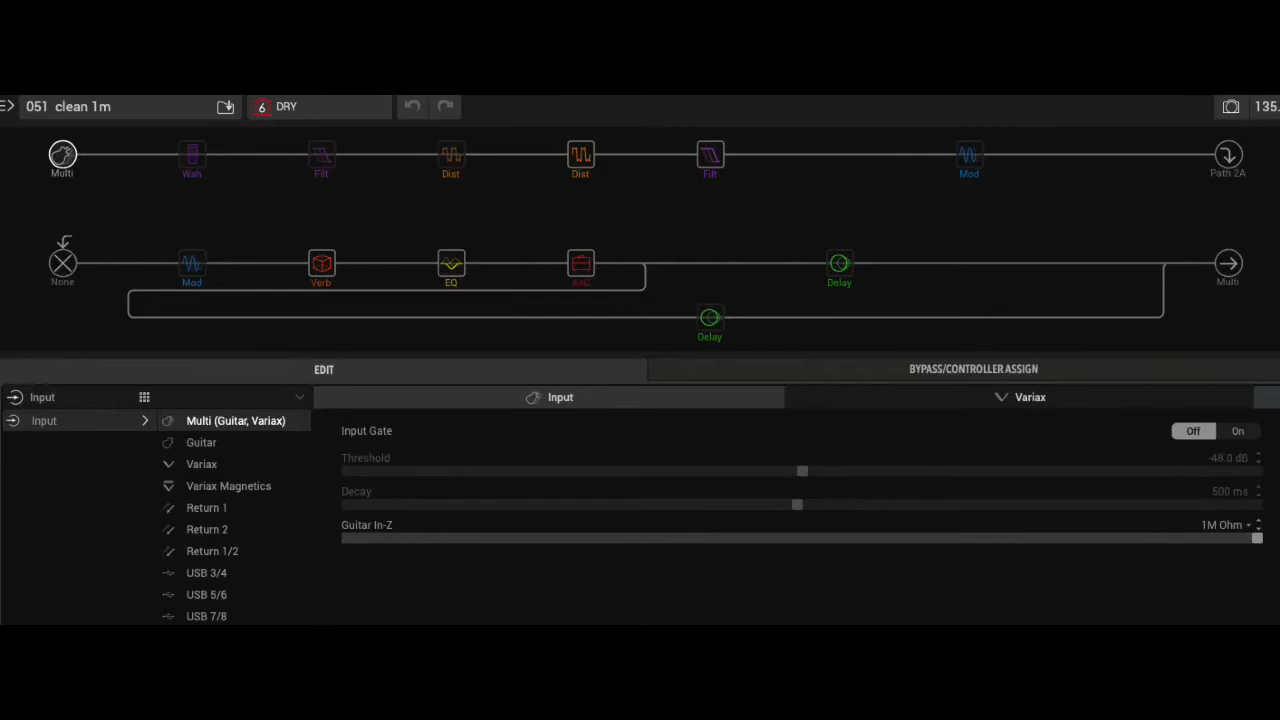 051 clean 1m
6 DRY
135.
Multi Wah Filt Dist Dist Filt Mod Path 2A
None Mod Verb EQ Delay Multi
Delay
EDIT BYPASS/CONTROLLER ASSIGN
Input Input Variax
Input Multi (Guitar, Variax) Input Gate Off On
Guitar Threshold -48.0 dB
Variax
Variax Magnetics Decay 500 ms
Return 1
Return 2 Guitar In-Z 1M Ohm
Return 1/2
USB 3/4
USB 5/6
USB 7/8